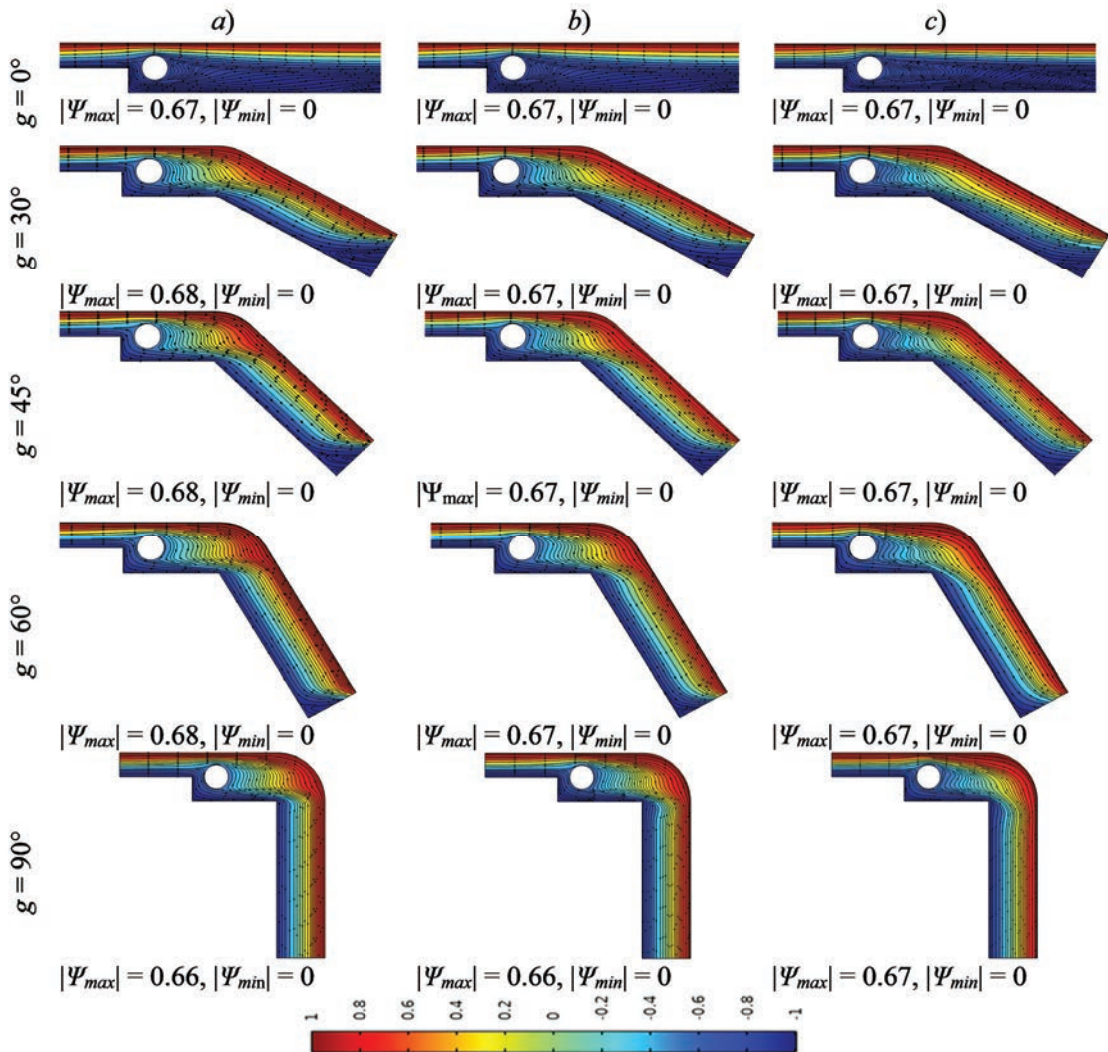 a) b) c)
g = 0°
|Ψmax| = 0.67, |Ψmin| = 0 |Ψmax| = 0.67, |Ψmin| = 0 |Ψmax| = 0.67, |Ψmin| = 0
g = 30°
|Ψmax| = 0.68, |Ψmin| = 0 |Ψmax| = 0.67, |Ψmin| = 0 |Ψmax| = 0.67, |Ψmin| = 0
g = 45°
|Ψmax| = 0.68, |Ψmin| = 0 |Ψmax| = 0.67, |Ψmin| = 0 |Ψmax| = 0.67, |Ψmin| = 0
g = 60°
|Ψmax| = 0.68, |Ψmin| = 0 |Ψmax| = 0.67, |Ψmin| = 0 |Ψmax| = 0.67, |Ψmin| = 0
g = 90°
|Ψmax| = 0.66, |Ψmin| = 0 |Ψmax| = 0.66, |Ψmin| = 0 |Ψmax| = 0.67, |Ψmin| = 0
1 0.8 0.6 0.4 0.2 0 -0.2 -0.4 -0.6 -0.8 -1